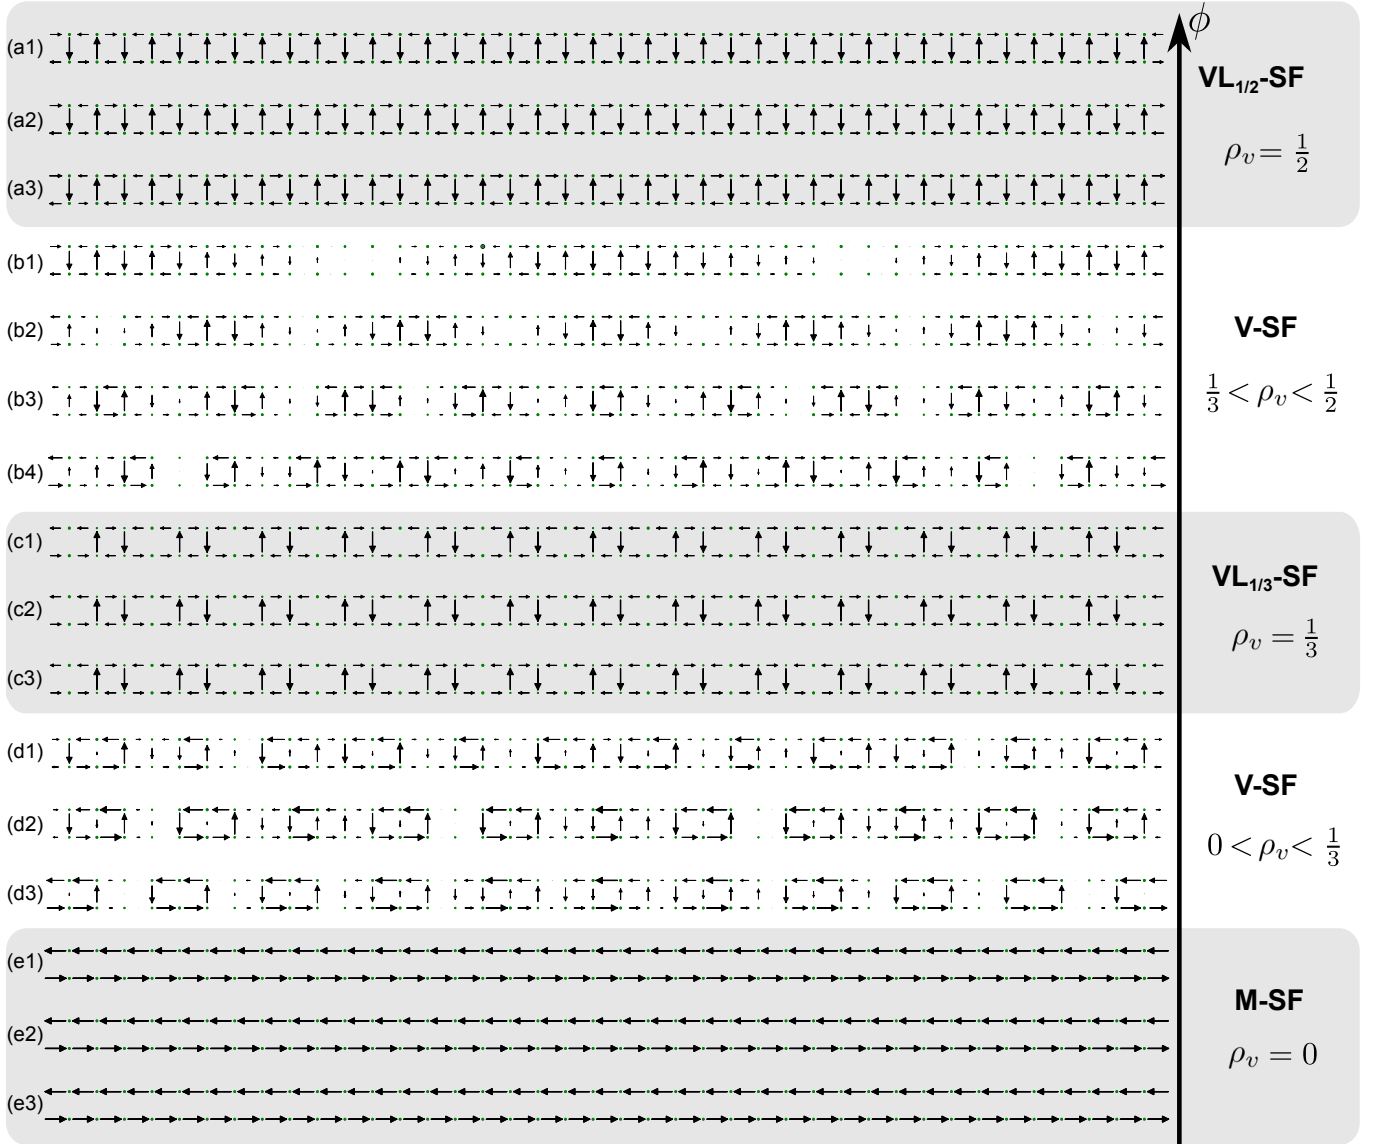 ϕ
(a1)
VL1/2-SF
(a2)
ρv = 1/2
(a3)
(b1)
(b2)
V-SF
(b3)
1/3 < ρv < 1/2
(b4)
(c1)
VL1/3-SF
(c2)
ρv = 1/3
(c3)
(d1)
V-SF
(d2)
0 < ρv < 1/3
(d3)
(e1)
M-SF
(e2)
ρv = 0
(e3)